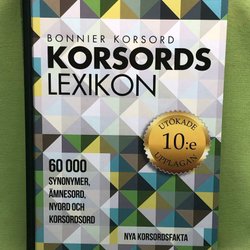 BONNIER KORSORD
KORSORDS
LEXIKON
UTÖKADE
10:e
UPPLAGAN
60 000
SYNONYMER,
ÄMNESORD,
NYORD OCH
KORSORDSORD
NYA KORSORDSFAKTA